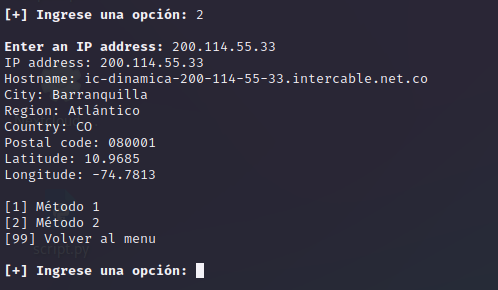 [+] Ingrese una opción: 2
Enter an IP address: 200.114.55.33
IP address: 200.114.55.33
Hostname: ic-dinamica-200-114-55-33.intercable.net.co
City: Barranquilla
Region: Atlántico
Country: CO
Postal code: 080001
Latitude: 10.9685
Longitude: -74.7813
[1] Método 1
[2] Método 2
[99] Volver al menu
script.py
[+] Ingrese una opción: